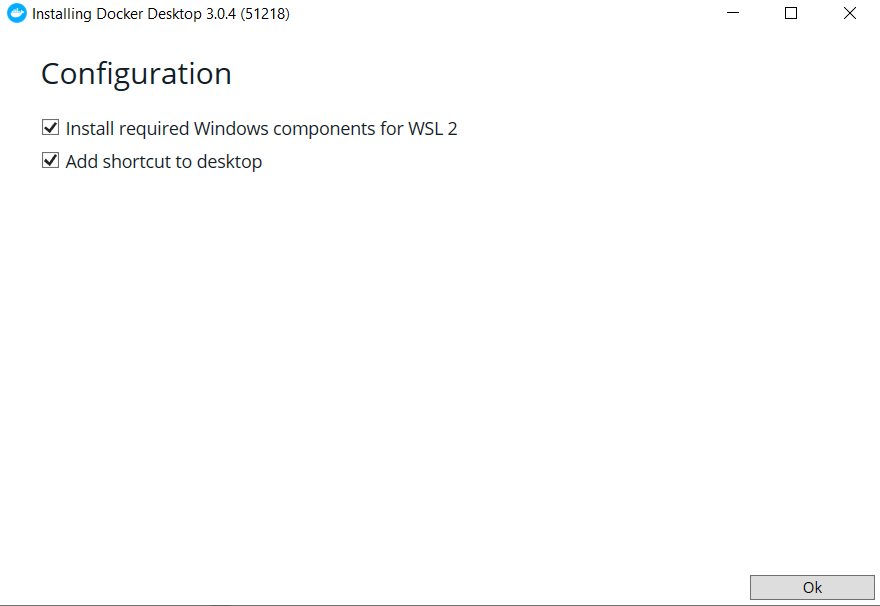 Installing Docker Desktop 3.0.4 (51218)
Configuration
Install required Windows components for WSL 2
Add shortcut to desktop
Ok